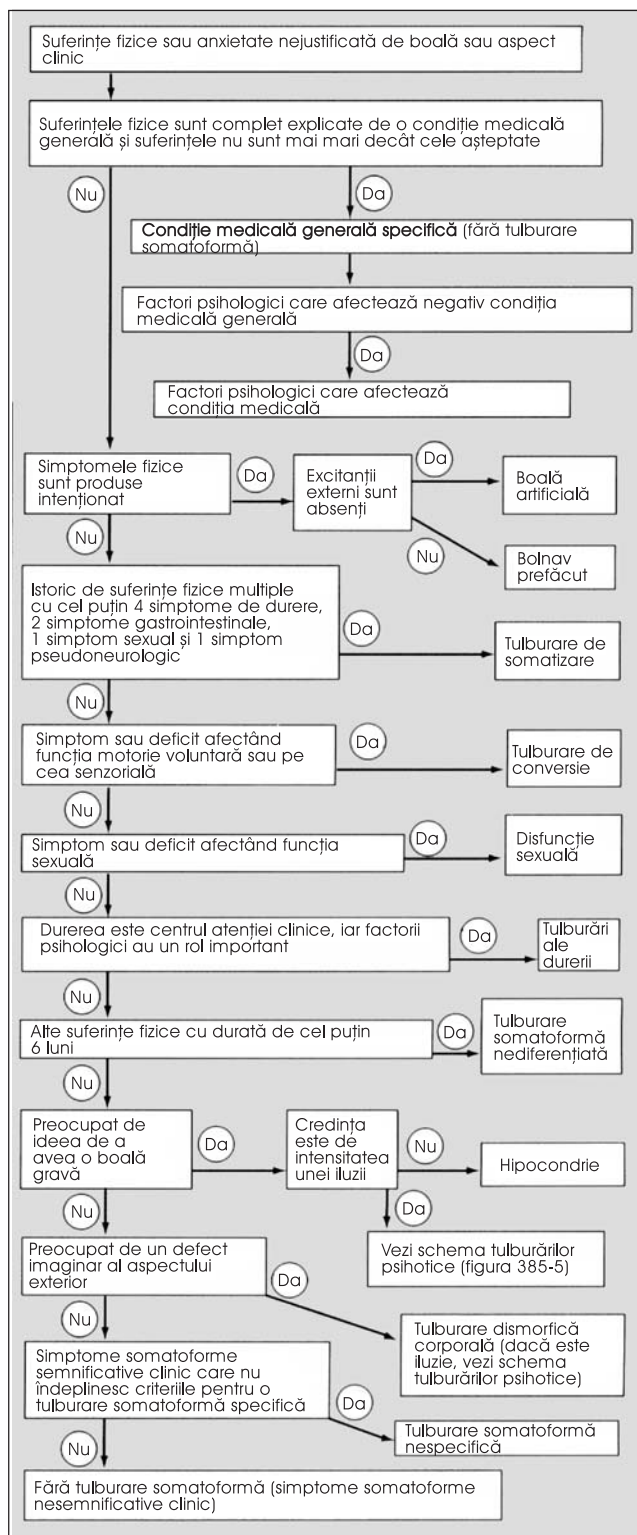 Suferințe fizice sau anxietate nejustificată de boală sau aspect
clinic
Suferințele fizice sunt complet explicate de o condiție medicală
generală și suferințele nu sunt mai mari decât cele așteptate
Nu
Da
Condiție medicală generală specifică (fără tulburare
somatoformă)
Factori psihologici care afectează negativ condiția
medicală generală
Da
Factori psihologici care afectează
condiția medicală
Simptomele fizice
sunt produse
intenționat
Da
Excitanții
externi sunt
absenți
Da
Boală
artificială
Nu
Bolnav
prefăcut
Nu
Istoric de suferințe fizice multiple
cu cel puțin 4 simptome de durere,
2 simptome gastrointestinale,
1 simptom sexual și 1 simptom
pseudoneurologic
Da
Tulburare de
somatizare
Nu
Simptom sau deficit afectând
funcția motorie voluntară sau pe
cea senzorială
Da
Tulburare de
conversie
Nu
Simptom sau deficit afectând funcția
sexuală
Da
Disfuncție
sexuală
Nu
Durerea este centrul atenției clinice, iar factorii
psihologici au un rol important
Da
Tulburări
ale
durerii
Nu
Alte suferințe fizice cu durată de cel puțin
6 luni
Da
Tulburare
somatoformă
nediferențiată
Nu
Preocupat de
ideea de a
avea o boală
gravă
Da
Credința
este de
intensitatea
unei iluzii
Nu
Hipocondrie
Da
Vezi schema tulburărilor
psihotice (figura 385-5)
Nu
Preocupat de un defect
imaginar al aspectului
exterior
Da
Tulburare dismorfică
corporală (dacă este
iluzie, vezi schema
tulburărilor psihotice)
Nu
Simptome somatoforme
semnificative clinic care nu
îndeplinesc criteriile pentru o
tulburare somatoformă specifică
Da
Tulburare somatoformă
nespecifică
Nu
Fără tulburare somatoformă (simptome somatoforme
nesemnificative clinic)